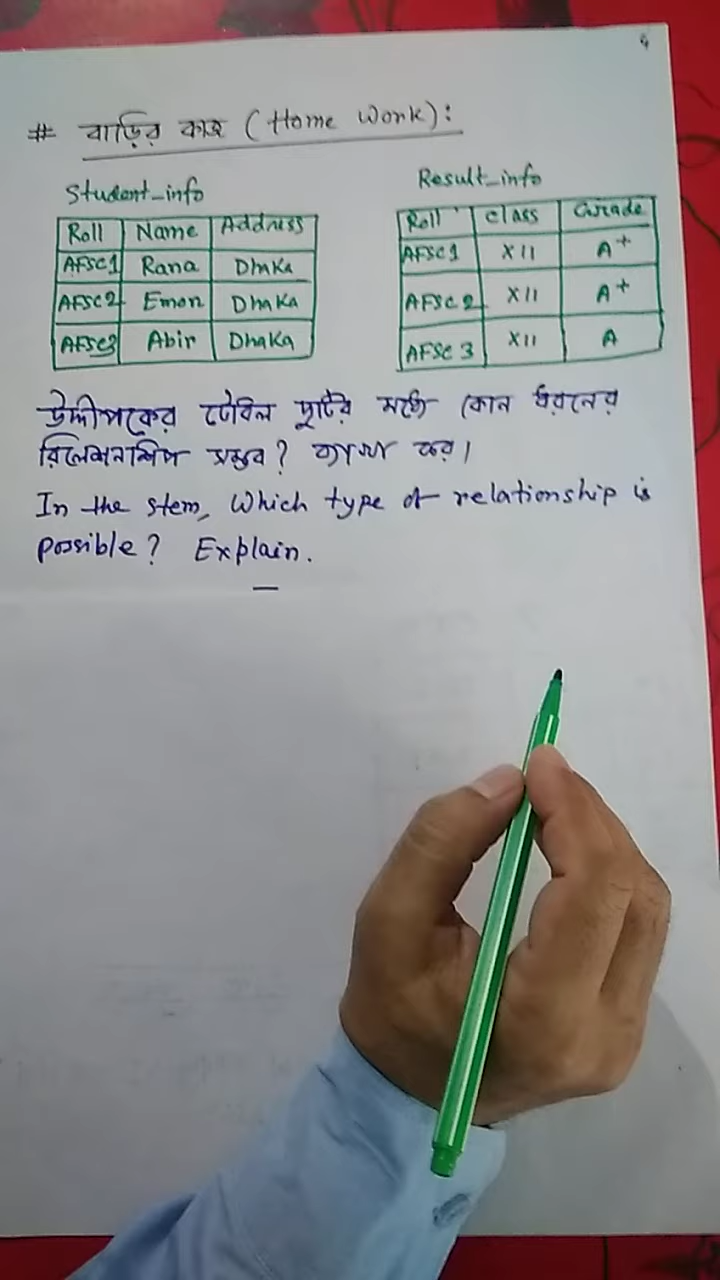 4
# বাড়ির কাজ (Home Work):
Student_info
Roll Name Address
AFSC1 Rana Dhaka
AFSC2 Emon Dhaka
AFSC3 Abir Dhaka
Result_info
Roll Class Grade
AFSC1 XII A+
AFSC2 XII A+
AFSC3 XII A
উদ্দীপকের টেবিল দুটির মধ্যে কোন ধরনের
রিলেশনশিপ সম্ভব? ব্যাখ্যা কর।
In the stem, Which type of relationship is
possible? Explain.